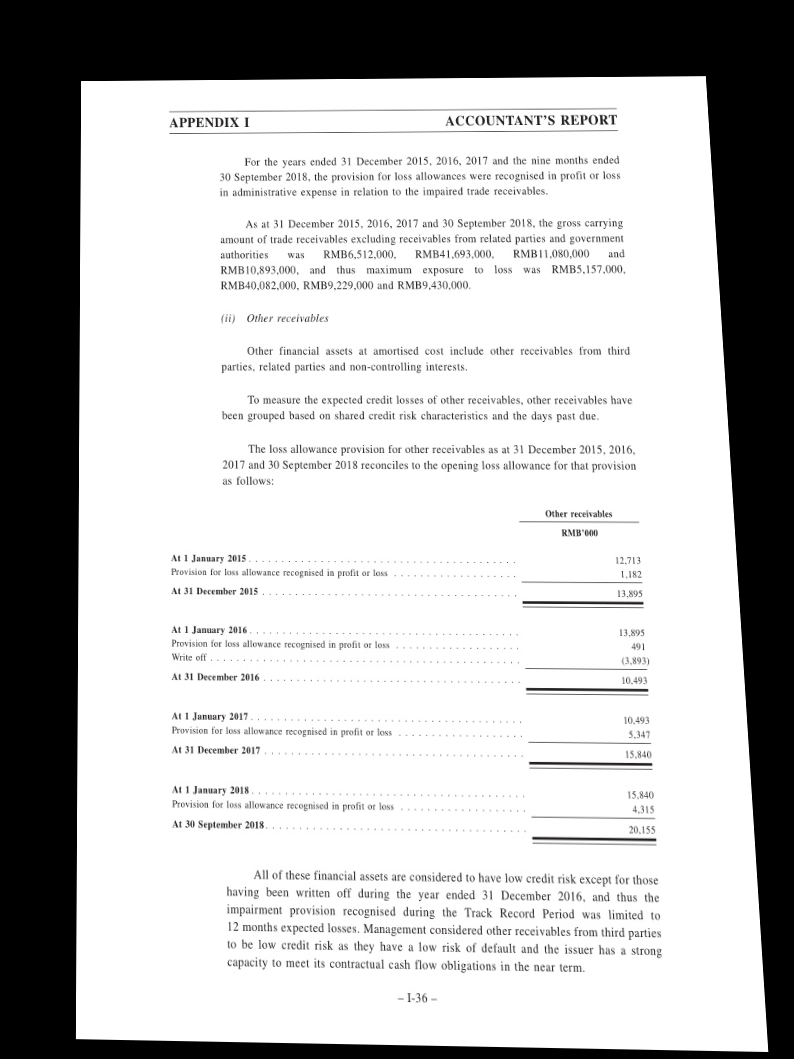 APPENDIX I ACCOUNTANT'S REPORT
For the years ended 31 December 2015, 2016, 2017 and the nine months ended
30 September 2018, the provision for loss allowances were recognised in profit or loss
in administrative expense in relation to the impaired trade receivables.
As at 31 December 2015, 2016, 2017 and 30 September 2018, the gross carrying
amount of trade receivables excluding receivables from related parties and government
authorities was RMB6,512,000, RMB41,693,000, RMB11,080,000 and
RMB10,893,000, and thus maximum exposure to loss was RMB5,157,000,
RMB40,082,000, RMB9,229,000 and RMB9,430,000.
(ii) Other receivables
Other financial assets at amortised cost include other receivables from third
parties, related parties and non-controlling interests.
To measure the expected credit losses of other receivables, other receivables have
been grouped based on shared credit risk characteristics and the days past due.
The loss allowance provision for other receivables as at 31 December 2015, 2016,
2017 and 30 September 2018 reconciles to the opening loss allowance for that provision
as follows:
Other receivables
RMB'000
At 1 January 2015 12,713
Provision for loss allowance recognised in profit or loss 1,182
At 31 December 2015 13,895
At 1 January 2016 13,895
Provision for loss allowance recognised in profit or loss 491
Write off (3,893)
At 31 December 2016 10,493
At 1 January 2017 10,493
Provision for loss allowance recognised in profit or loss 5,347
At 31 December 2017 15,840
At 1 January 2018 15,840
Provision for loss allowance recognised in profit or loss 4,315
At 30 September 2018 20,155
All of these financial assets are considered to have low credit risk except for those
having been written off during the year ended 31 December 2016, and thus the
impairment provision recognised during the Track Record Period was limited to
12 months expected losses. Management considered other receivables from third parties
to be low credit risk as they have a low risk of default and the issuer has a strong
capacity to meet its contractual cash flow obligations in the near term.
– I-36 –